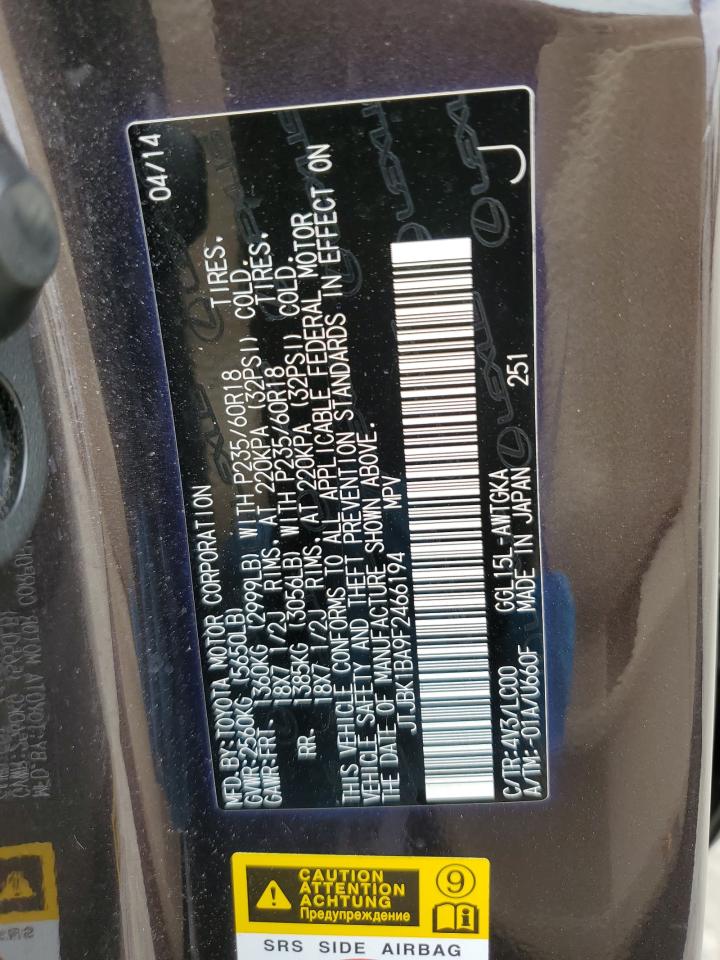 04/14
MFD.BY:TOYOTA MOTOR CORPORATION
GVWR:2560KG (5650LB)
GAWR:FRT. 1360KG (2999LB) WITH P235/60R18 TIRES.
18X7 1/2J RIMS. AT 220KPA (32PSI) COLD.
RR. 1385KG (3056LB) WITH P235/60R18 TIRES.
18X7 1/2J RIMS. AT 220KPA (32PSI) COLD.
THIS VEHICLE CONFORMS TO ALL APPLICABLE FEDERAL MOTOR
VEHICLE SAFETY AND THEFT PREVENTION STANDARDS IN EFFECT ON
THE DATE OF MANUFACTURE SHOWN ABOVE.
JTJBK1BA9F2466194 MPV
C/TR:4V3/LC00 GGL15L-AWTGKA
A/TM:-01A/U660F MADE IN JAPAN 251
J
LEXUS
CAUTION
ATTENTION
ACHTUNG
Предупреждение
9
SRS SIDE AIRBAG